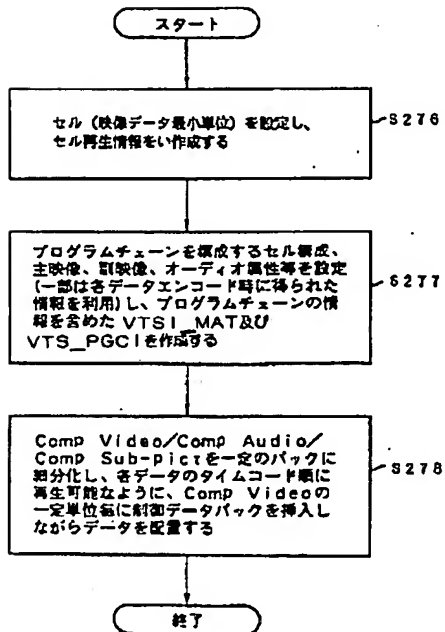 スタート
セル（映像データ最小単位）を設定し、
セル再生情報をい作成する
S276
プログラムチェーンを構成するセル構成、
主映像、副映像、オーディオ属性等を設定
(一部は各データエンコード時に得られた
情報を利用)し、プログラムチェーンの情
報を含めた VTSI_MAT及び
VTS_PGCIを作成する
S277
Comp Video/Comp Audio/
Comp Sub-pictを一定のパックに
細分化し、各データのタイムコード順に
再生可能なように、Comp Videoの
一定単位毎に制御データパックを挿入し
ながらデータを配置する
S278
終了